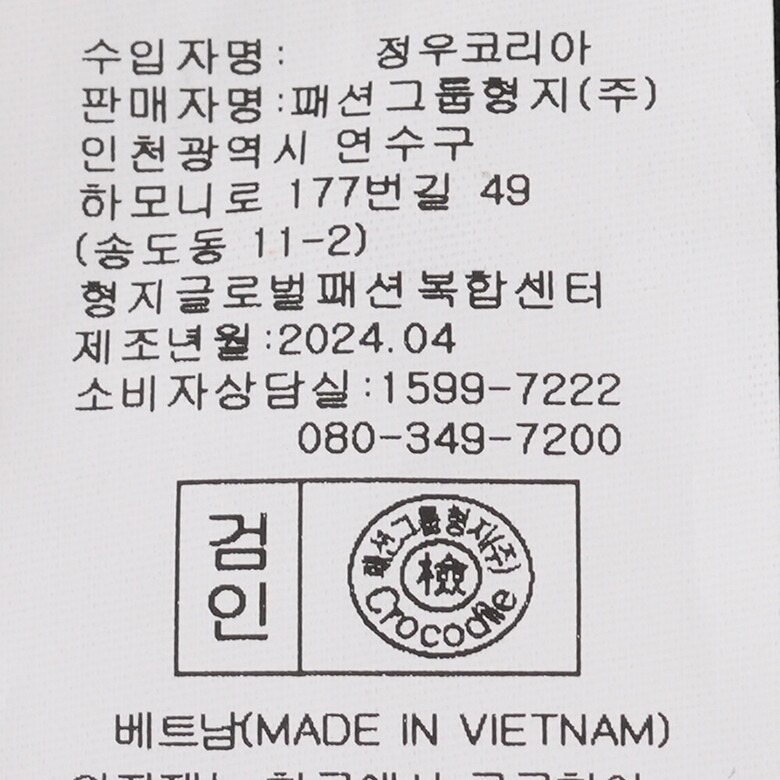 수입자명: 정우코리아
판매자명:패션그룹형지(주)
인천광역시 연수구
하모니로 177번길 49
(송도동 11-2)
형지글로벌패션복합센터
제조년월:2024.04
소비자상담실:1599-7222
080-349-7200
검인
패션그룹형지(주)
檢
Crocodile
베트남(MADE IN VIETNAM)